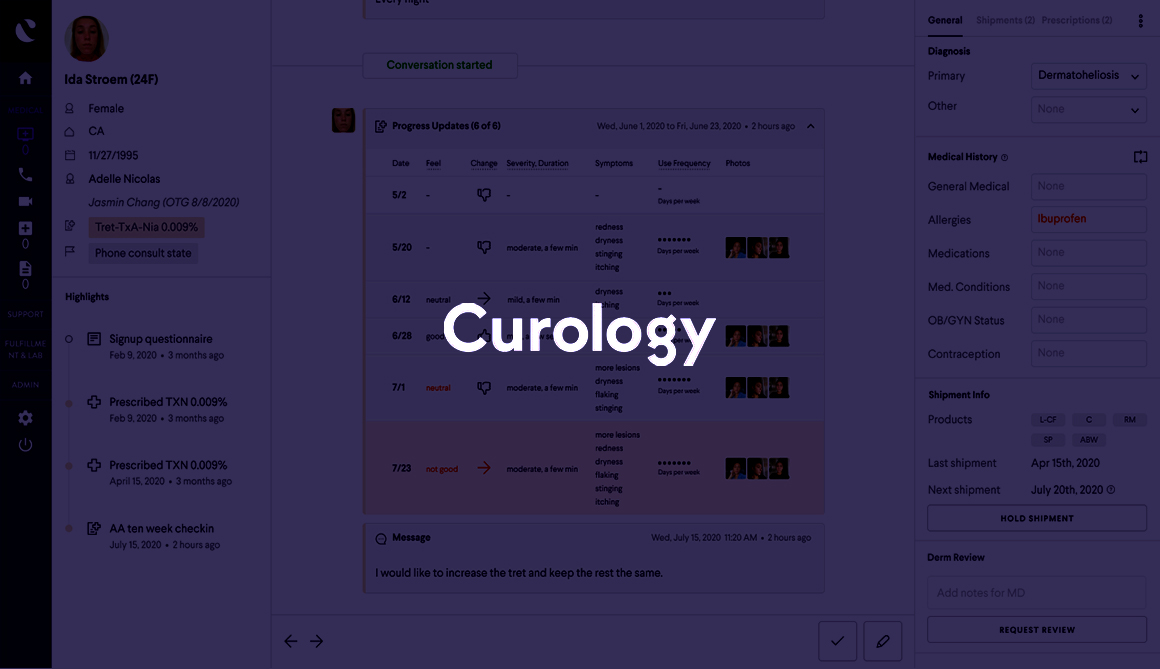 Every night
Conversation started
Ida Stroem (24F)
Female
CA
11/27/1995
Adelle Nicolas
Jasmin Chang (OTG 8/8/2020)
Tret-TxA-Nia 0.009%
Phone consult state
Highlights
Signup questionnaire
Feb 9, 2020 • 3 months ago
Prescribed TXN 0.009%
Feb 9, 2020 • 3 months ago
Prescribed TXN 0.009%
April 15, 2020 • 3 months ago
AA ten week checkin
July 15, 2020 • 2 hours ago
0
0
0
SUPPORT
FULFILLME
NT & LAB
ADMIN
Progress Updates (6 of 6)
Wed, June 1, 2020 to Fri, June 23, 2020 • 2 hours ago
Date Feel Change Severity, Duration Symptoms Use Frequency Photos
5/2 - - - -
Days per week
5/20 - moderate, a few min
redness
dryness
stinging
itching
Days per week
6/12 neutral mild, a few min
dryness
Days per week
6/28
7/1 neutral moderate, a few min
more lesions
dryness
flaking
stinging
Days per week
7/23 not good moderate, a few min
more lesions
redness
dryness
flaking
stinging
itching
Days per week
Curology
Message
Wed, July 15, 2020 11:20 AM • 2 hours ago
I would like to increase the tret and keep the rest the same.
General Shipments (2) Prescriptions (2)
Diagnosis
Primary Dermatoheliosis
Other None
Medical History
General Medical None
Allergies Ibuprofen
Medications None
Med. Conditions None
OB/GYN Status None
Contraception None
Shipment Info
Products L-CF C RM
SP ABW
Last shipment Apr 15th, 2020
Next shipment July 20th, 2020
HOLD SHIPMENT
Derm Review
Add notes for MD
REQUEST REVIEW